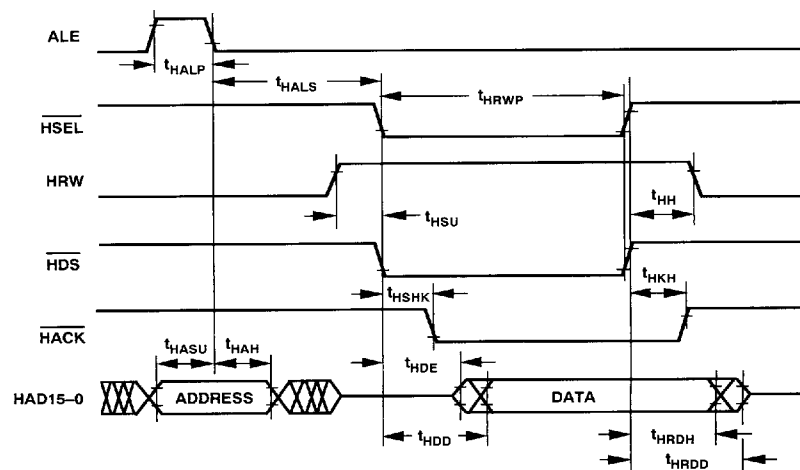 ALE
tHALP
tHALS
tHRWP
HSEL
HRW
tHSU
tHH
HDS
tHSHK
tHKH
HACK
tHASU
tHAH
tHDE
HAD15–0
ADDRESS
DATA
tHDD
tHRDH
tHRDD